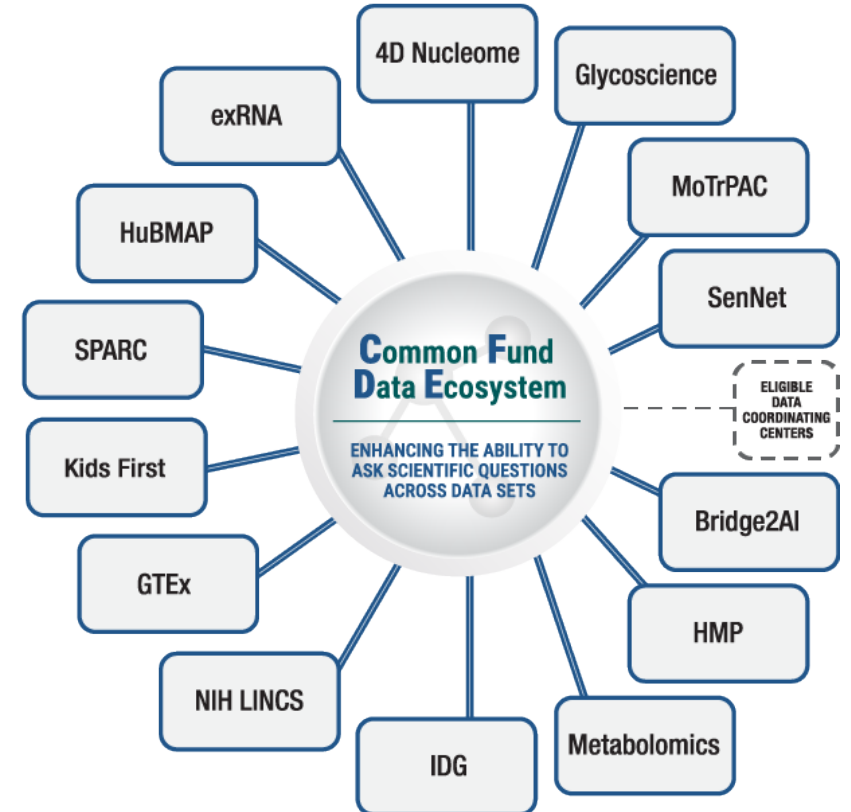 4D Nucleome
Glycoscience
exRNA
MoTrPAC
HuBMAP
SenNet
SPARC
Common Fund
Data Ecosystem
ENHANCING THE ABILITY TO
ASK SCIENTIFIC QUESTIONS
ACROSS DATA SETS
ELIGIBLE
DATA
COORDINATING
CENTERS
Kids First
Bridge2AI
GTEx
HMP
NIH LINCS
IDG
Metabolomics